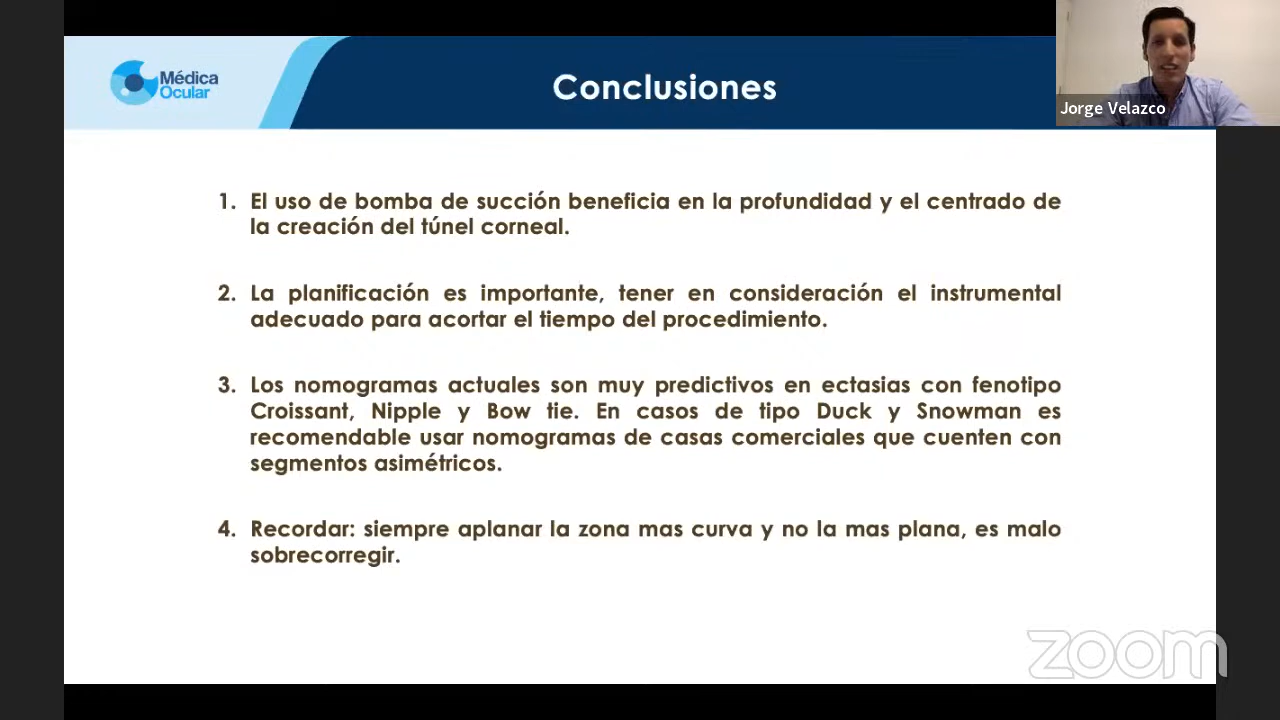 Médica
Ocular
Conclusiones
Jorge Velazco
1. El uso de bomba de succión beneficia en la profundidad y el centrado de
la creación del túnel corneal.
2. La planificación es importante, tener en consideración el instrumental
adecuado para acortar el tiempo del procedimiento.
3. Los nomogramas actuales son muy predictivos en ectasias con fenotipo
Croissant, Nipple y Bow tie. En casos de tipo Duck y Snowman es
recomendable usar nomogramas de casas comerciales que cuenten con
segmentos asimétricos.
4. Recordar: siempre aplanar la zona mas curva y no la mas plana, es malo
sobrecorregir.
zoom